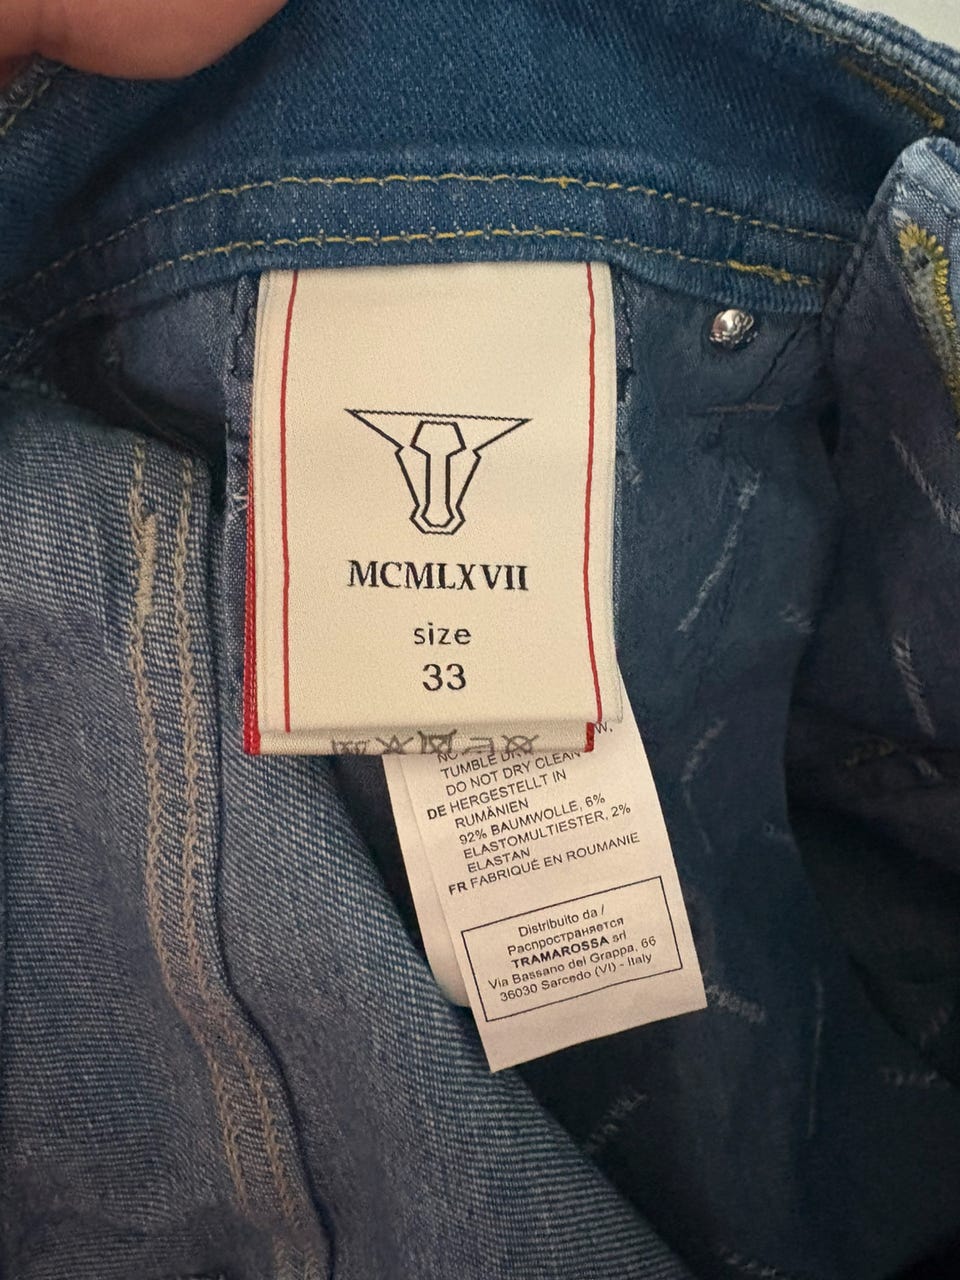 MCMLXVII
size
33
TUMBLE
DO NOT DRY CLEAN
DE HERGESTELLT IN
RUMÄNIEN
92% BAUMWOLLE, 6%
ELASTOMULTIESTER, 2%
ELASTAN
FR FABRIQUÉ EN ROUMANIE
Distribuito da /
Распространяется
TRAMAROSSA srl
Via Bassano del Grappa, 66
36030 Sarcedo (VI) - Italy